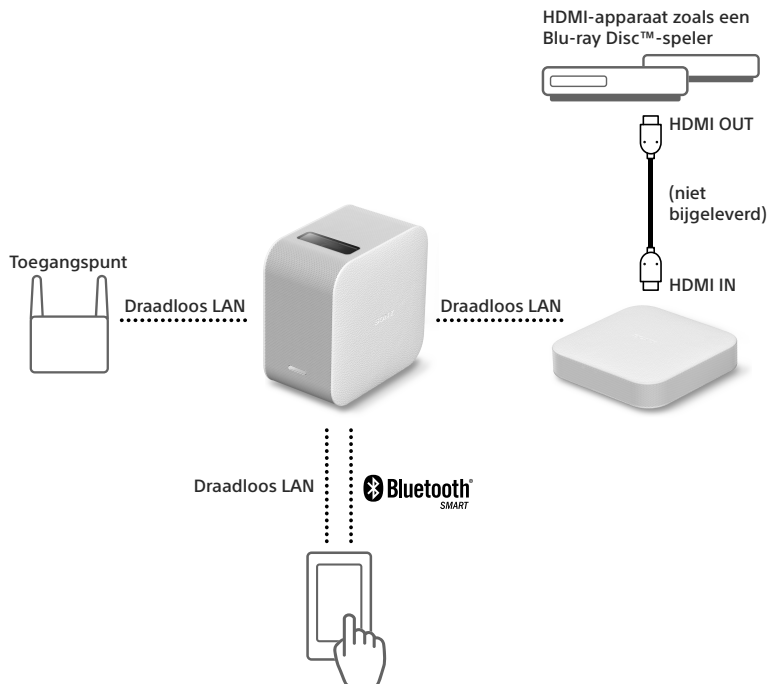 HDMI-apparaat zoals een
Blu-ray Disc™-speler
HDMI OUT
(niet
bijgeleverd)
HDMI IN
Toegangspunt
Draadloos LAN
Draadloos LAN
Draadloos LAN
Bluetooth®
SMART